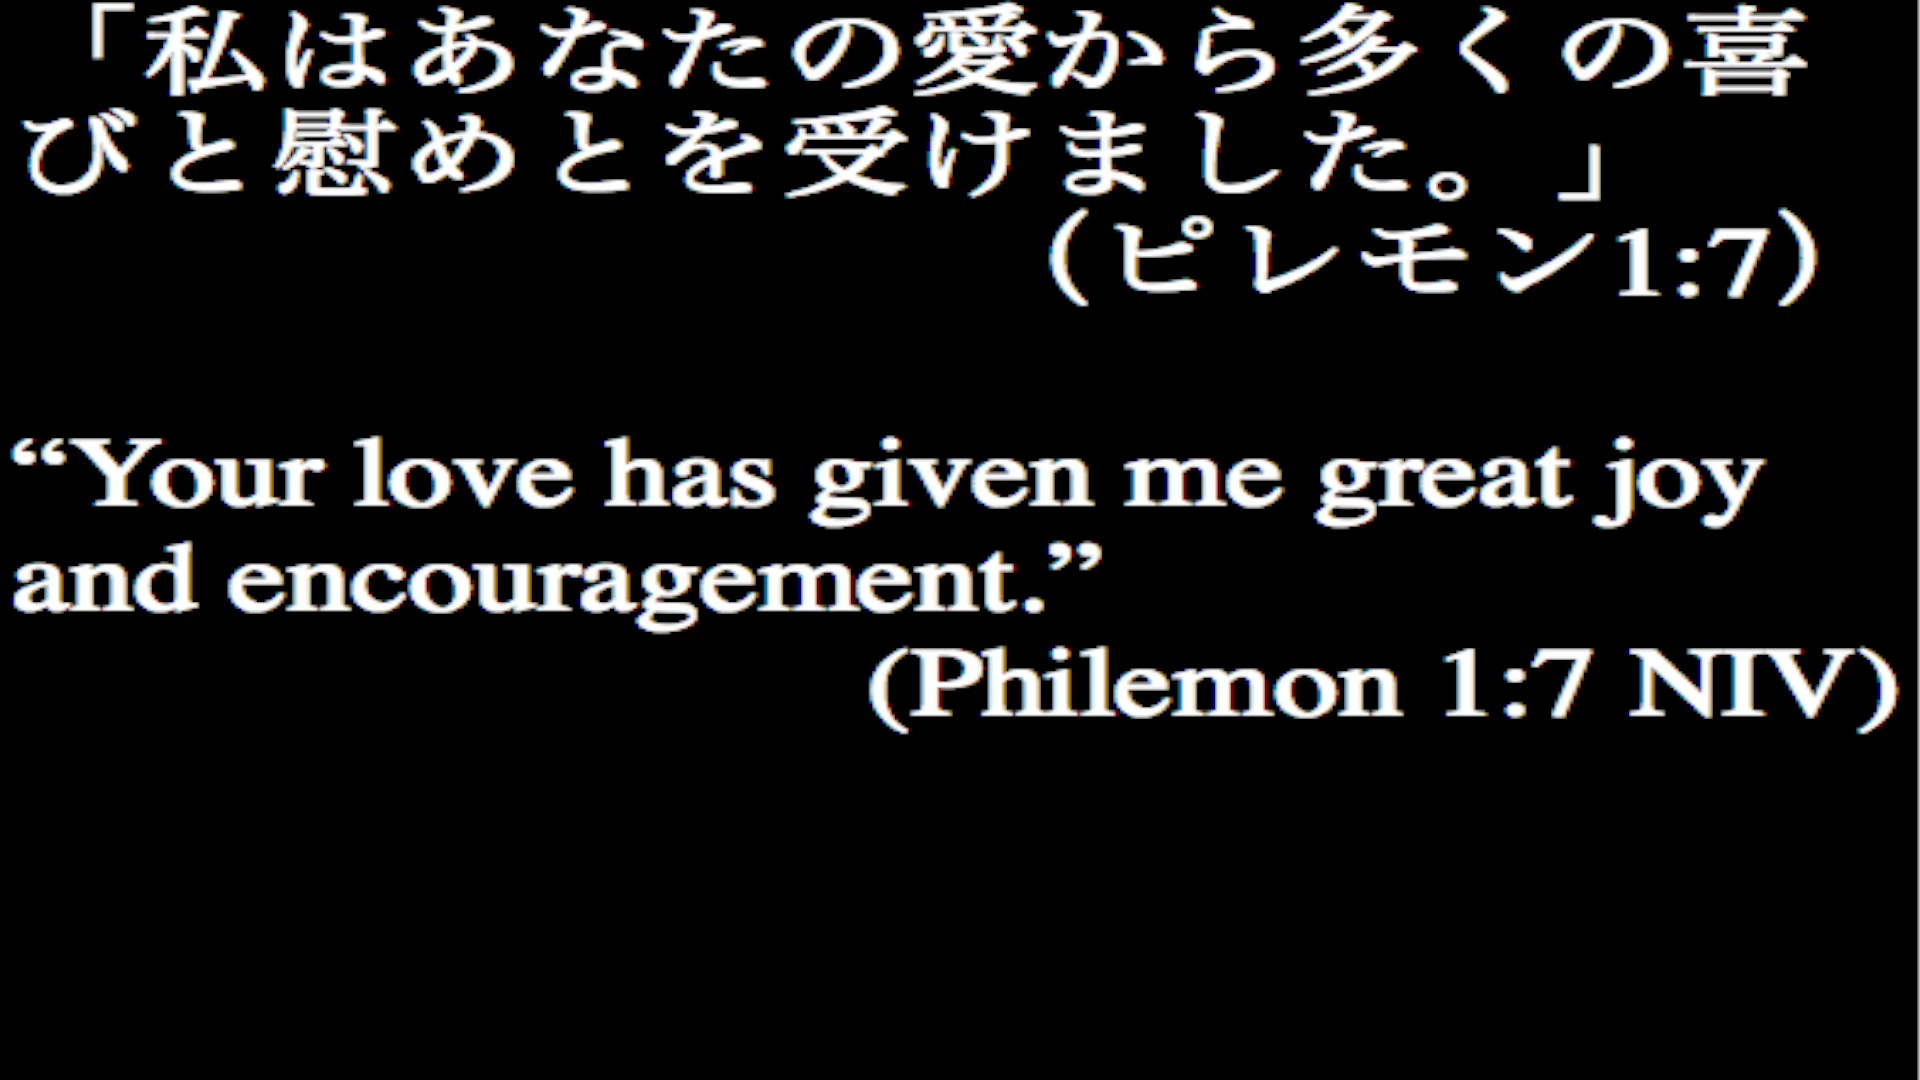 「私はあなたの愛から多くの喜
びと慰めとを受けました。」
（ピレモン1:7）
“Your love has given me great joy
and encouragement.”
(Philemon 1:7 NIV)